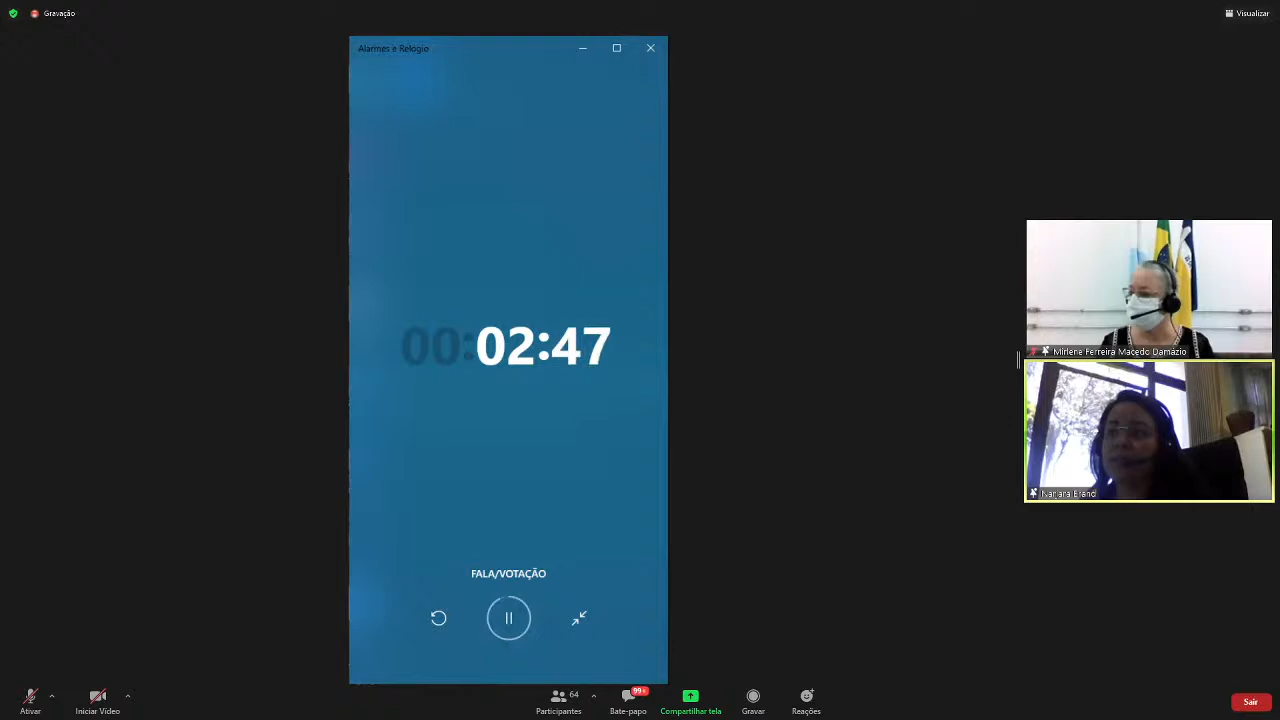 Gravação
Visualizar
Alarmes e Relógio
00:02:47
FALA/VOTAÇÃO
Mirlene Ferreira Macedo Damázio
Ativar
Iniciar Vídeo
64
Participantes
99+
Bate-papo
Compartilhar tela
Gravar
Reações
Sair